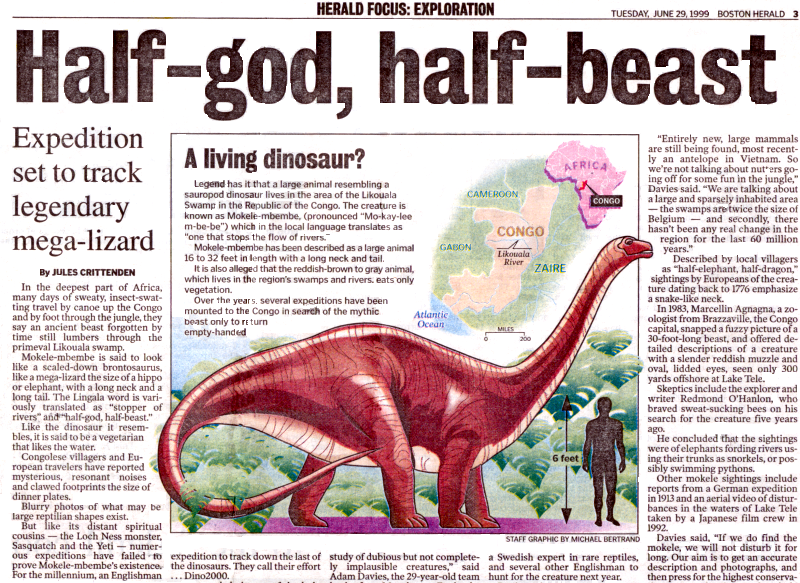 HERALD FOCUS: EXPLORATION
TUESDAY, JUNE 29, 1999 BOSTON HERALD 3
Half-god, half-beast
Expedition
set to track
legendary
mega-lizard
By JULES CRITTENDEN
In the deepest part of Africa,
many days of sweaty, insect-swat-
ting travel by canoe up the Congo
and by foot through the jungle, they
say an ancient beast forgotten by
time still lumbers through the
primeval Likouala swamp.
Mokele-mbembe is said to look
like a scaled-down brontosaurus,
like a mega-lizard the size of a hippo
or elephant, with a long neck and a
long tail. The Lingala word is vari-
ously translated as "stopper of
rivers" and "half-god, half-beast."
Like the dinosaur it resem-
bles, it is said to be a vegetarian
that likes the water.
Congolese villagers and Eu-
ropean travelers have reported
mysterious, resonant noises
and clawed footprints the size of
dinner plates.
Blurry photos of what may be
large reptilian shapes exist.
But like its distant spiritual
cousins — the Loch Ness monster,
Sasquatch and the Yeti — numer-
ous expeditions have failed to
prove Mokele-mbembe's existence.
For the millennium, an Englishman
A living dinosaur?
Legend has it that a large animal resembling a
sauropod dinosaur lives in the area of the Likouala
Swamp in the Republic of the Congo. The creature is
known as Mokele-mbembe, (pronounced "Mo-kay-lee
m-be-be") which in the local language translates as
"one that stops the flow of rivers."
Mokele-mbembe has been described as a large animal
16 to 32 feet in length with a long neck and tail.
It is also alleged that the reddish-brown to gray animal,
which lives in the region's swamps and rivers. eats only
vegetation.
Over the years, several expeditions have been
mounted to the Congo in search of the mythic
beast only to return
empty-handed
AFRICA
CONGO
CAMEROON
CONGO
GABON
Likouala
River
ZAIRE
Atlantic
Ocean
MILES
0 200
6 feet
STAFF GRAPHIC BY MICHAEL BERTRAND
expedition to track down the last of
the dinosaurs. They call their effort
. . . Dino2000.
study of dubious but not complete-
ly implausible creatures," said
Adam Davies, the 29-year-old team
a Swedish expert in rare reptiles,
and several other Englishman to
hunt for the creature next year.
"Entirely new, large mammals
are still being found, most recent-
ly an antelope in Vietnam. So
we're not talking about nutters go-
ing off for some fun in the jungle,"
Davies said. "We are talking about
a large and sparsely inhabited area
— the swamps are twice the size of
Belgium — and secondly, there
hasn't been any real change in the
region for the last 60 million
years."
Described by local villagers
as "half-elephant, half-dragon,"
sightings by Europeans of the crea-
ture dating back to 1776 emphasize
a snake-like neck.
In 1983, Marcellin Agnagna, a zo-
ologist from Brazzaville, the Congo
capital, snapped a fuzzy picture of a
30-foot-long beast, and offered de-
tailed descriptions of a creature
with a slender reddish muzzle and
oval, lidded eyes, seen only 300
yards offshore at Lake Tele.
Skeptics include the explorer and
writer Redmond O'Hanlon, who
braved sweat-sucking bees on his
search for the creature five years
ago.
He concluded that the sightings
were of elephants fording rivers us-
ing their trunks as snorkels, or pos-
sibly swimming pythons.
Other mokele sightings include
reports from a German expedition
in 1913 and an aerial video of distur-
bances in the waters of Lake Tele
taken by a Japanese film crew in
1992.
Davies said, "If we do find the
mokele, we will not disturb it for
long. Our aim is to get an accurate
description and photographs, and
then press for the highest conserv-